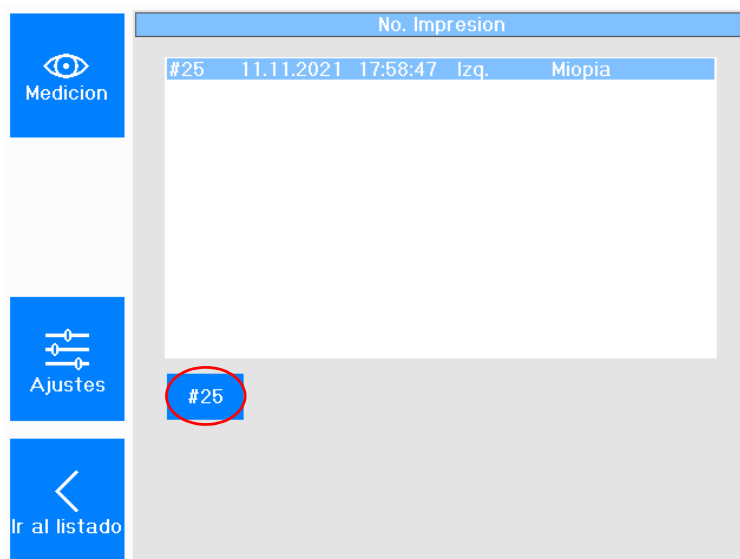 No. Impresion
#25 11.11.2021 17:58:47 Izq. Miopia
Medicion
Ajustes
#25
Ir al listado